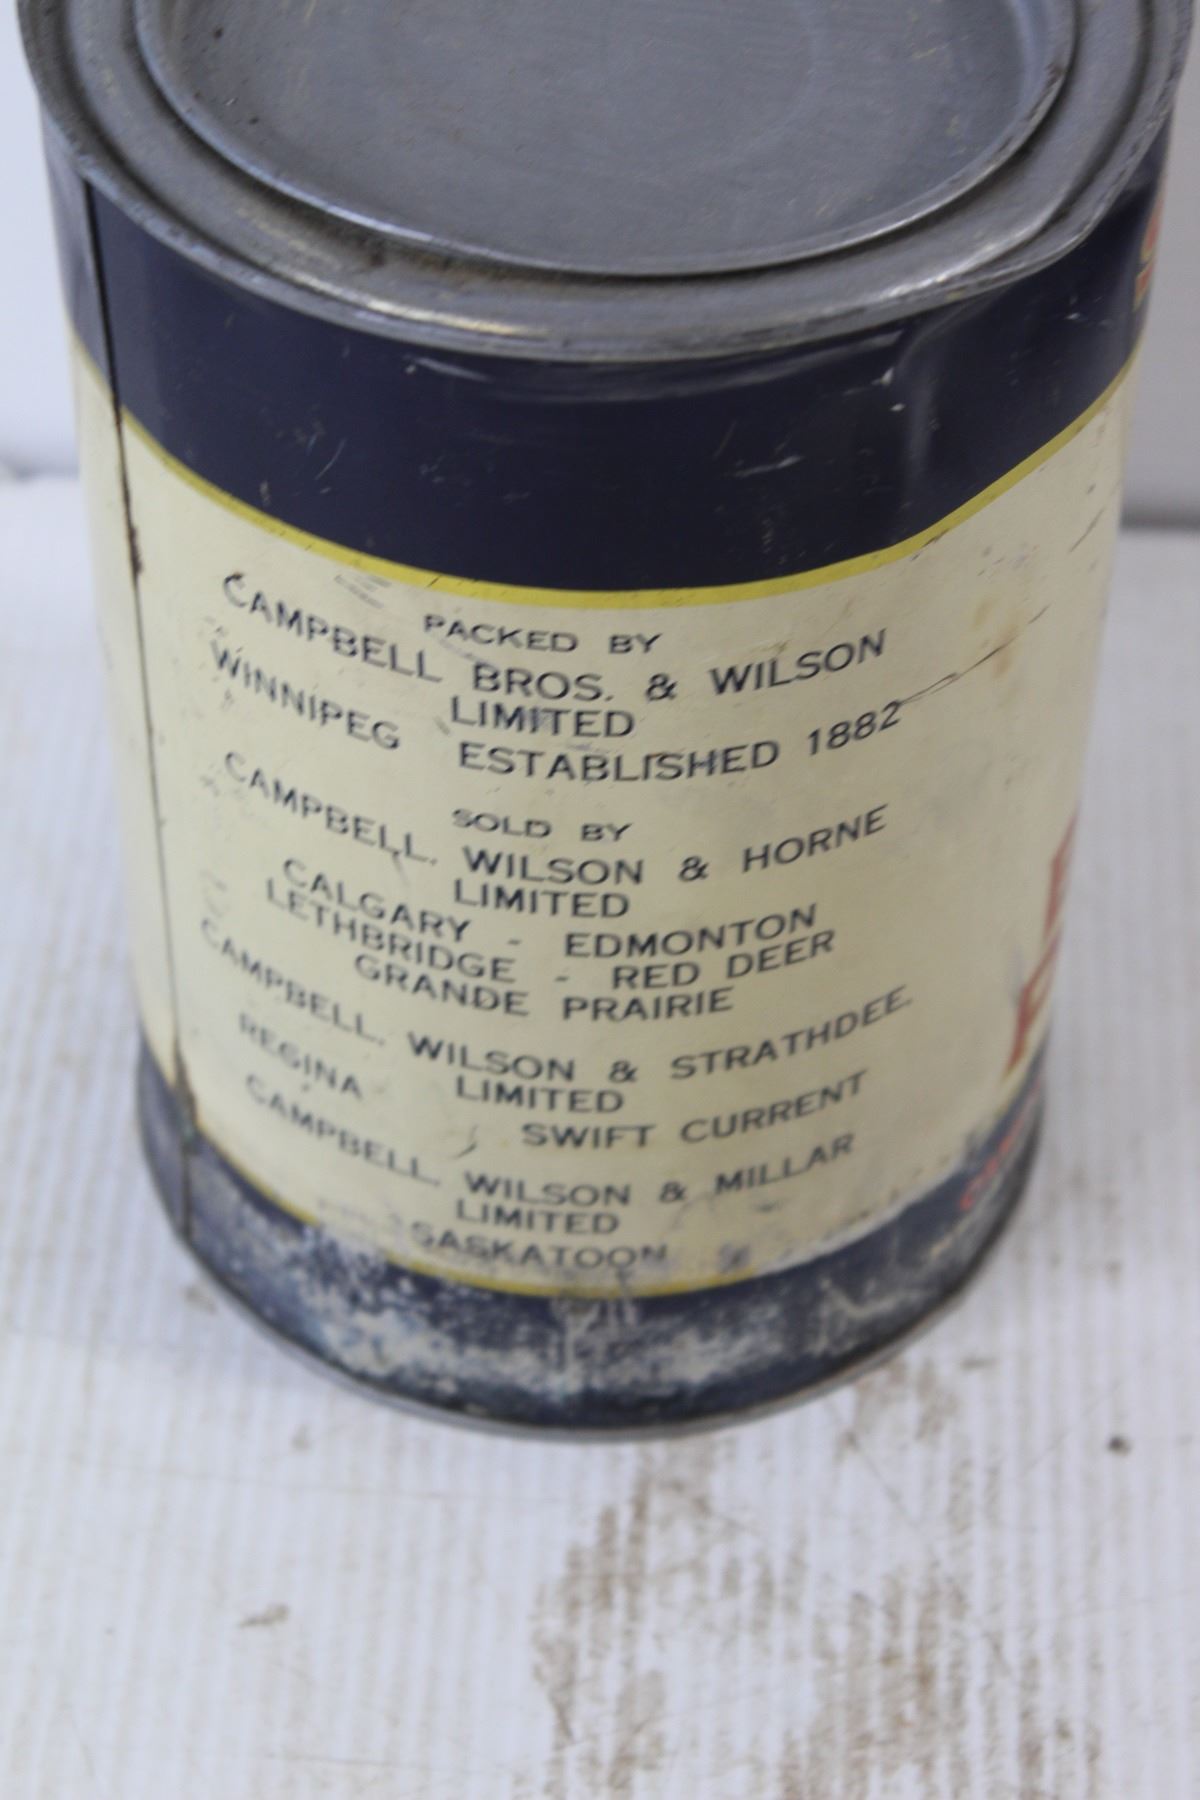 PACKED BY
CAMPBELL BROS. & WILSON
LIMITED
WINNIPEG ESTABLISHED 1882
SOLD BY
CAMPBELL, WILSON & HORNE
LIMITED
CALGARY - EDMONTON
LETHBRIDGE - RED DEER
GRANDE PRAIRIE
CAMPBELL, WILSON & STRATHDEE,
LIMITED
REGINA SWIFT CURRENT
CAMPBELL, WILSON & MILLAR
LIMITED
SASKATOON